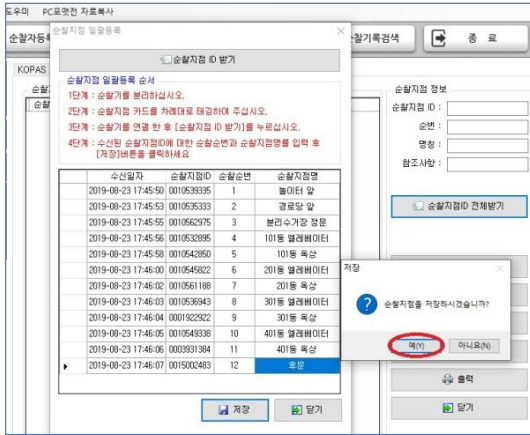 도우미 PC포맷전 자료복사
순찰자등록
순찰지점 일괄등록
찰기록검색
종 료
KOPAS
순찰지점 ID 받기
순찰지점 일괄등록 순서
1단계 : 순찰기를 분리하십시오.
2단계 : 순찰지점 카드를 차례대로 태깅하여 주십시오.
3단계 : 순찰기를 연결 한 후 [순찰지점 ID 받기]를 누르십시오.
4단계 : 수신된 순찰지점ID에 대한 순찰순번과 순찰지점명를 입력 후
[저장]버튼을 클릭하세요
수신일자 순찰지점ID 순찰순번 순찰지점명
2019-08-23 17:45:50 0010539335 1 놀이터 앞
2019-08-23 17:45:53 0010535333 2 경로당 앞
2019-08-23 17:45:55 0010562975 3 분리수거장 정문
2019-08-23 17:45:56 0010532895 4 101동 엘레베이터
2019-08-23 17:45:58 0010542850 5 101동 옥상
2019-08-23 17:46:00 0010545822 6 201동 엘레베이터
2019-08-23 17:46:02 0010561188 7 201동 옥상
2019-08-23 17:46:03 0010536943 8 301동 엘레베이터
2019-08-23 17:46:04 0001922922 9 301동 옥상
2019-08-23 17:46:05 0010549338 10 401동 엘레베이터
2019-08-23 17:46:06 0003931384 11 401동 옥상
2019-08-23 17:46:07 0015002483 12 후문
저장 닫기
순찰지점 정보
순찰지점 ID :
순번 :
명칭 :
참조사항 :
순찰지점ID 전체받기
저장
순찰지점을 저장하시겠습니까?
예(Y) 아니요(N)
출력
닫기